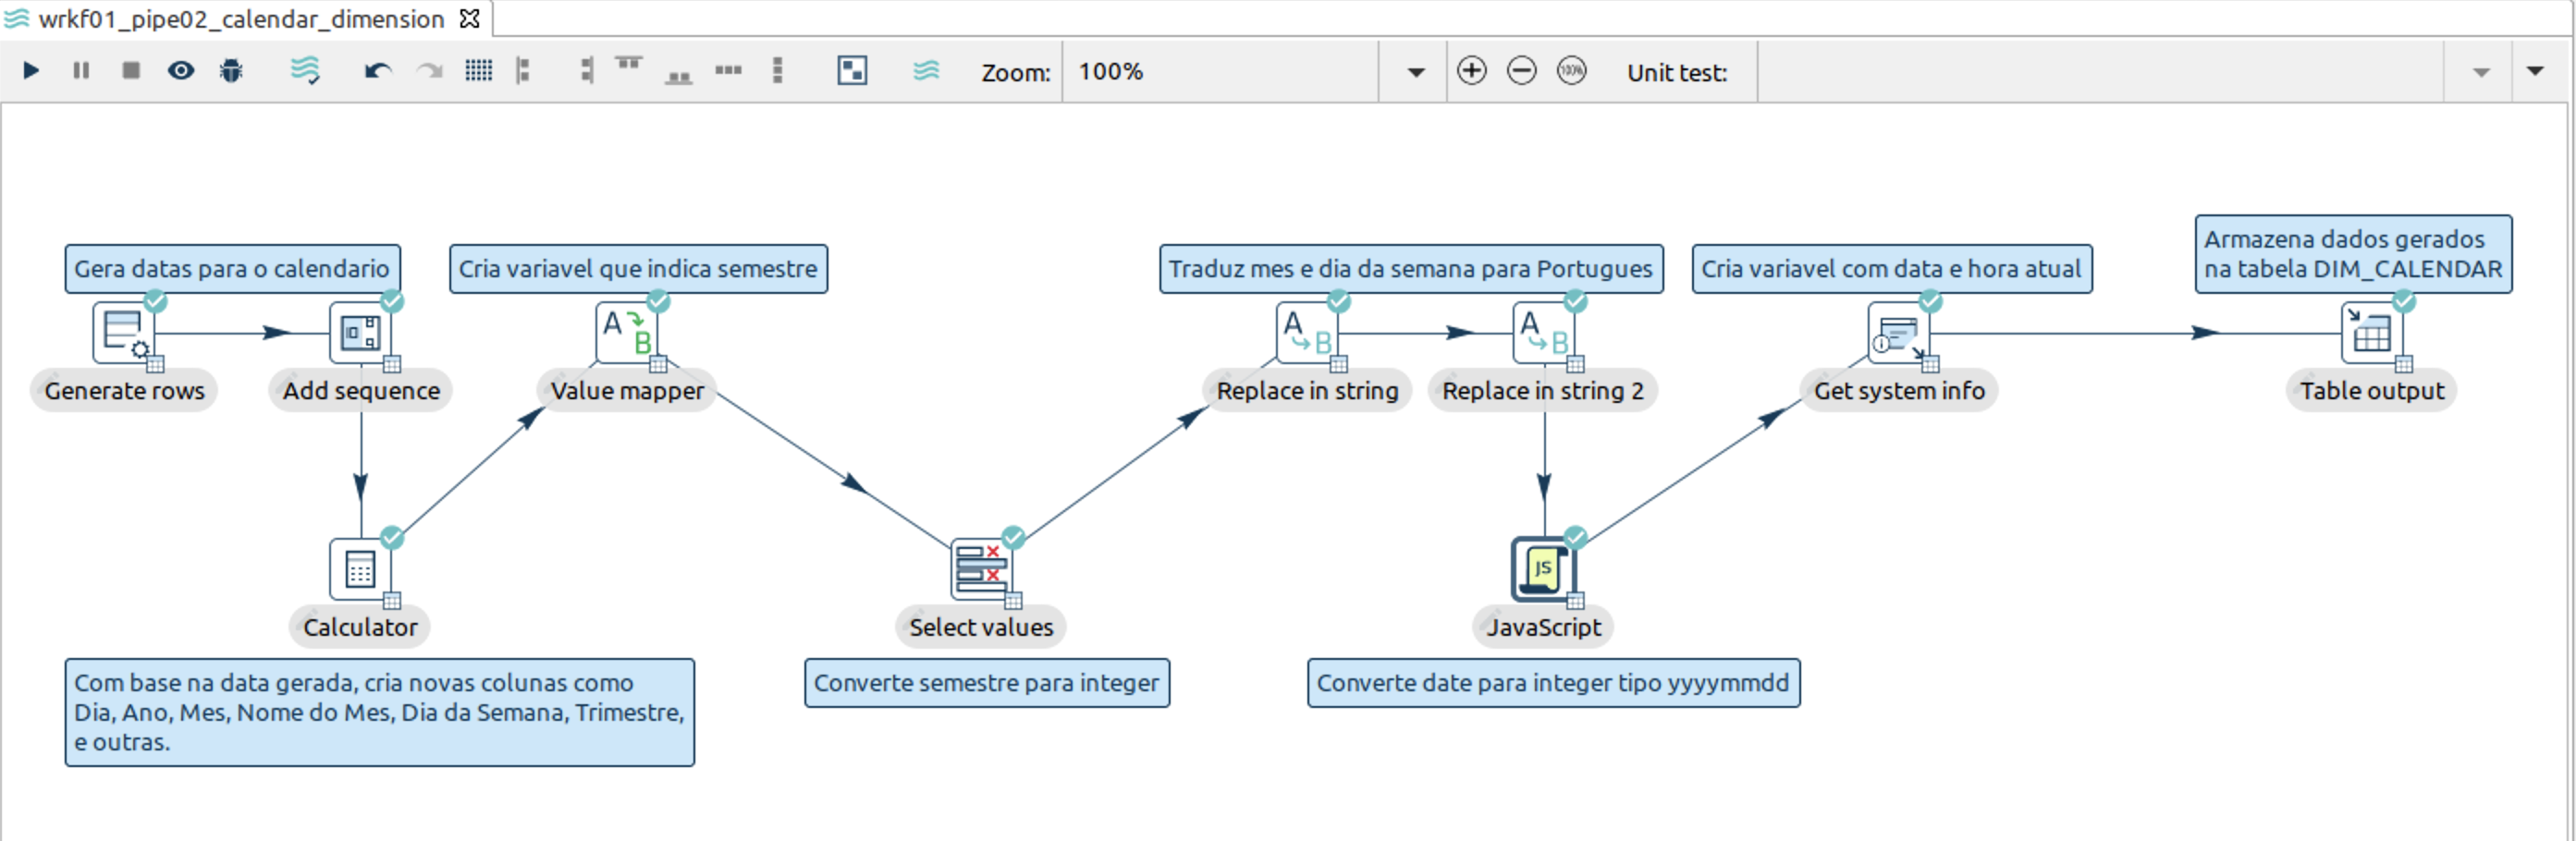 wrkf01_pipe02_calendar_dimension
Zoom: 100% 100% Unit test:
Gera datas para o calendario
Cria variavel que indica semestre
Traduz mes e dia da semana para Portugues
Cria variavel com data e hora atual
Armazena dados gerados
na tabela DIM_CALENDAR
A B
A B
A B
Generate rows
Add sequence
Value mapper
Replace in string
Replace in string 2
Get system info
Table output
JS
Calculator
Select values
JavaScript
Com base na data gerada, cria novas colunas como
Dia, Ano, Mes, Nome do Mes, Dia da Semana, Trimestre,
e outras.
Converte semestre para integer
Converte date para integer tipo yyyymmdd